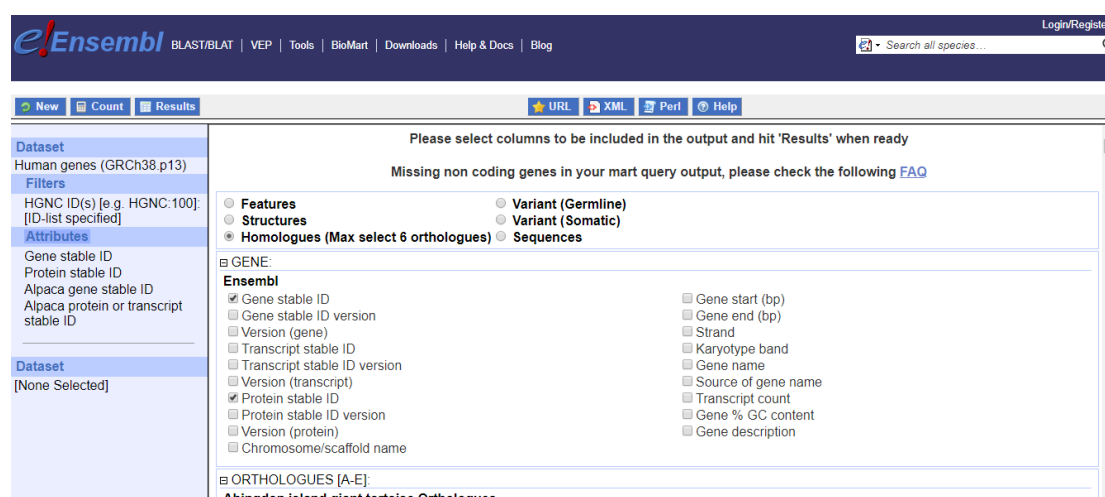 Login/Registe
e!Ensembl BLAST/BLAT | VEP | Tools | BioMart | Downloads | Help & Docs | Blog
e! Search all species...
New Count Results URL XML Perl Help
Please select columns to be included in the output and hit 'Results' when ready
Missing non coding genes in your mart query output, please check the following FAQ
Dataset
Human genes (GRCh38.p13)
Filters
HGNC ID(s) [e.g. HGNC:100]:
[ID-list specified]
Attributes
Gene stable ID
Protein stable ID
Alpaca gene stable ID
Alpaca protein or transcript
stable ID
Dataset
[None Selected]
Features
Structures
Homologues (Max select 6 orthologues)
Variant (Germline)
Variant (Somatic)
Sequences
GENE:
Ensembl
Gene stable ID
Gene stable ID version
Version (gene)
Transcript stable ID
Transcript stable ID version
Version (transcript)
Protein stable ID
Protein stable ID version
Version (protein)
Chromosome/scaffold name
Gene start (bp)
Gene end (bp)
Strand
Karyotype band
Gene name
Source of gene name
Transcript count
Gene % GC content
Gene description
ORTHOLOGUES [A-E]:
Abingdon island giant tortoise Orthologues